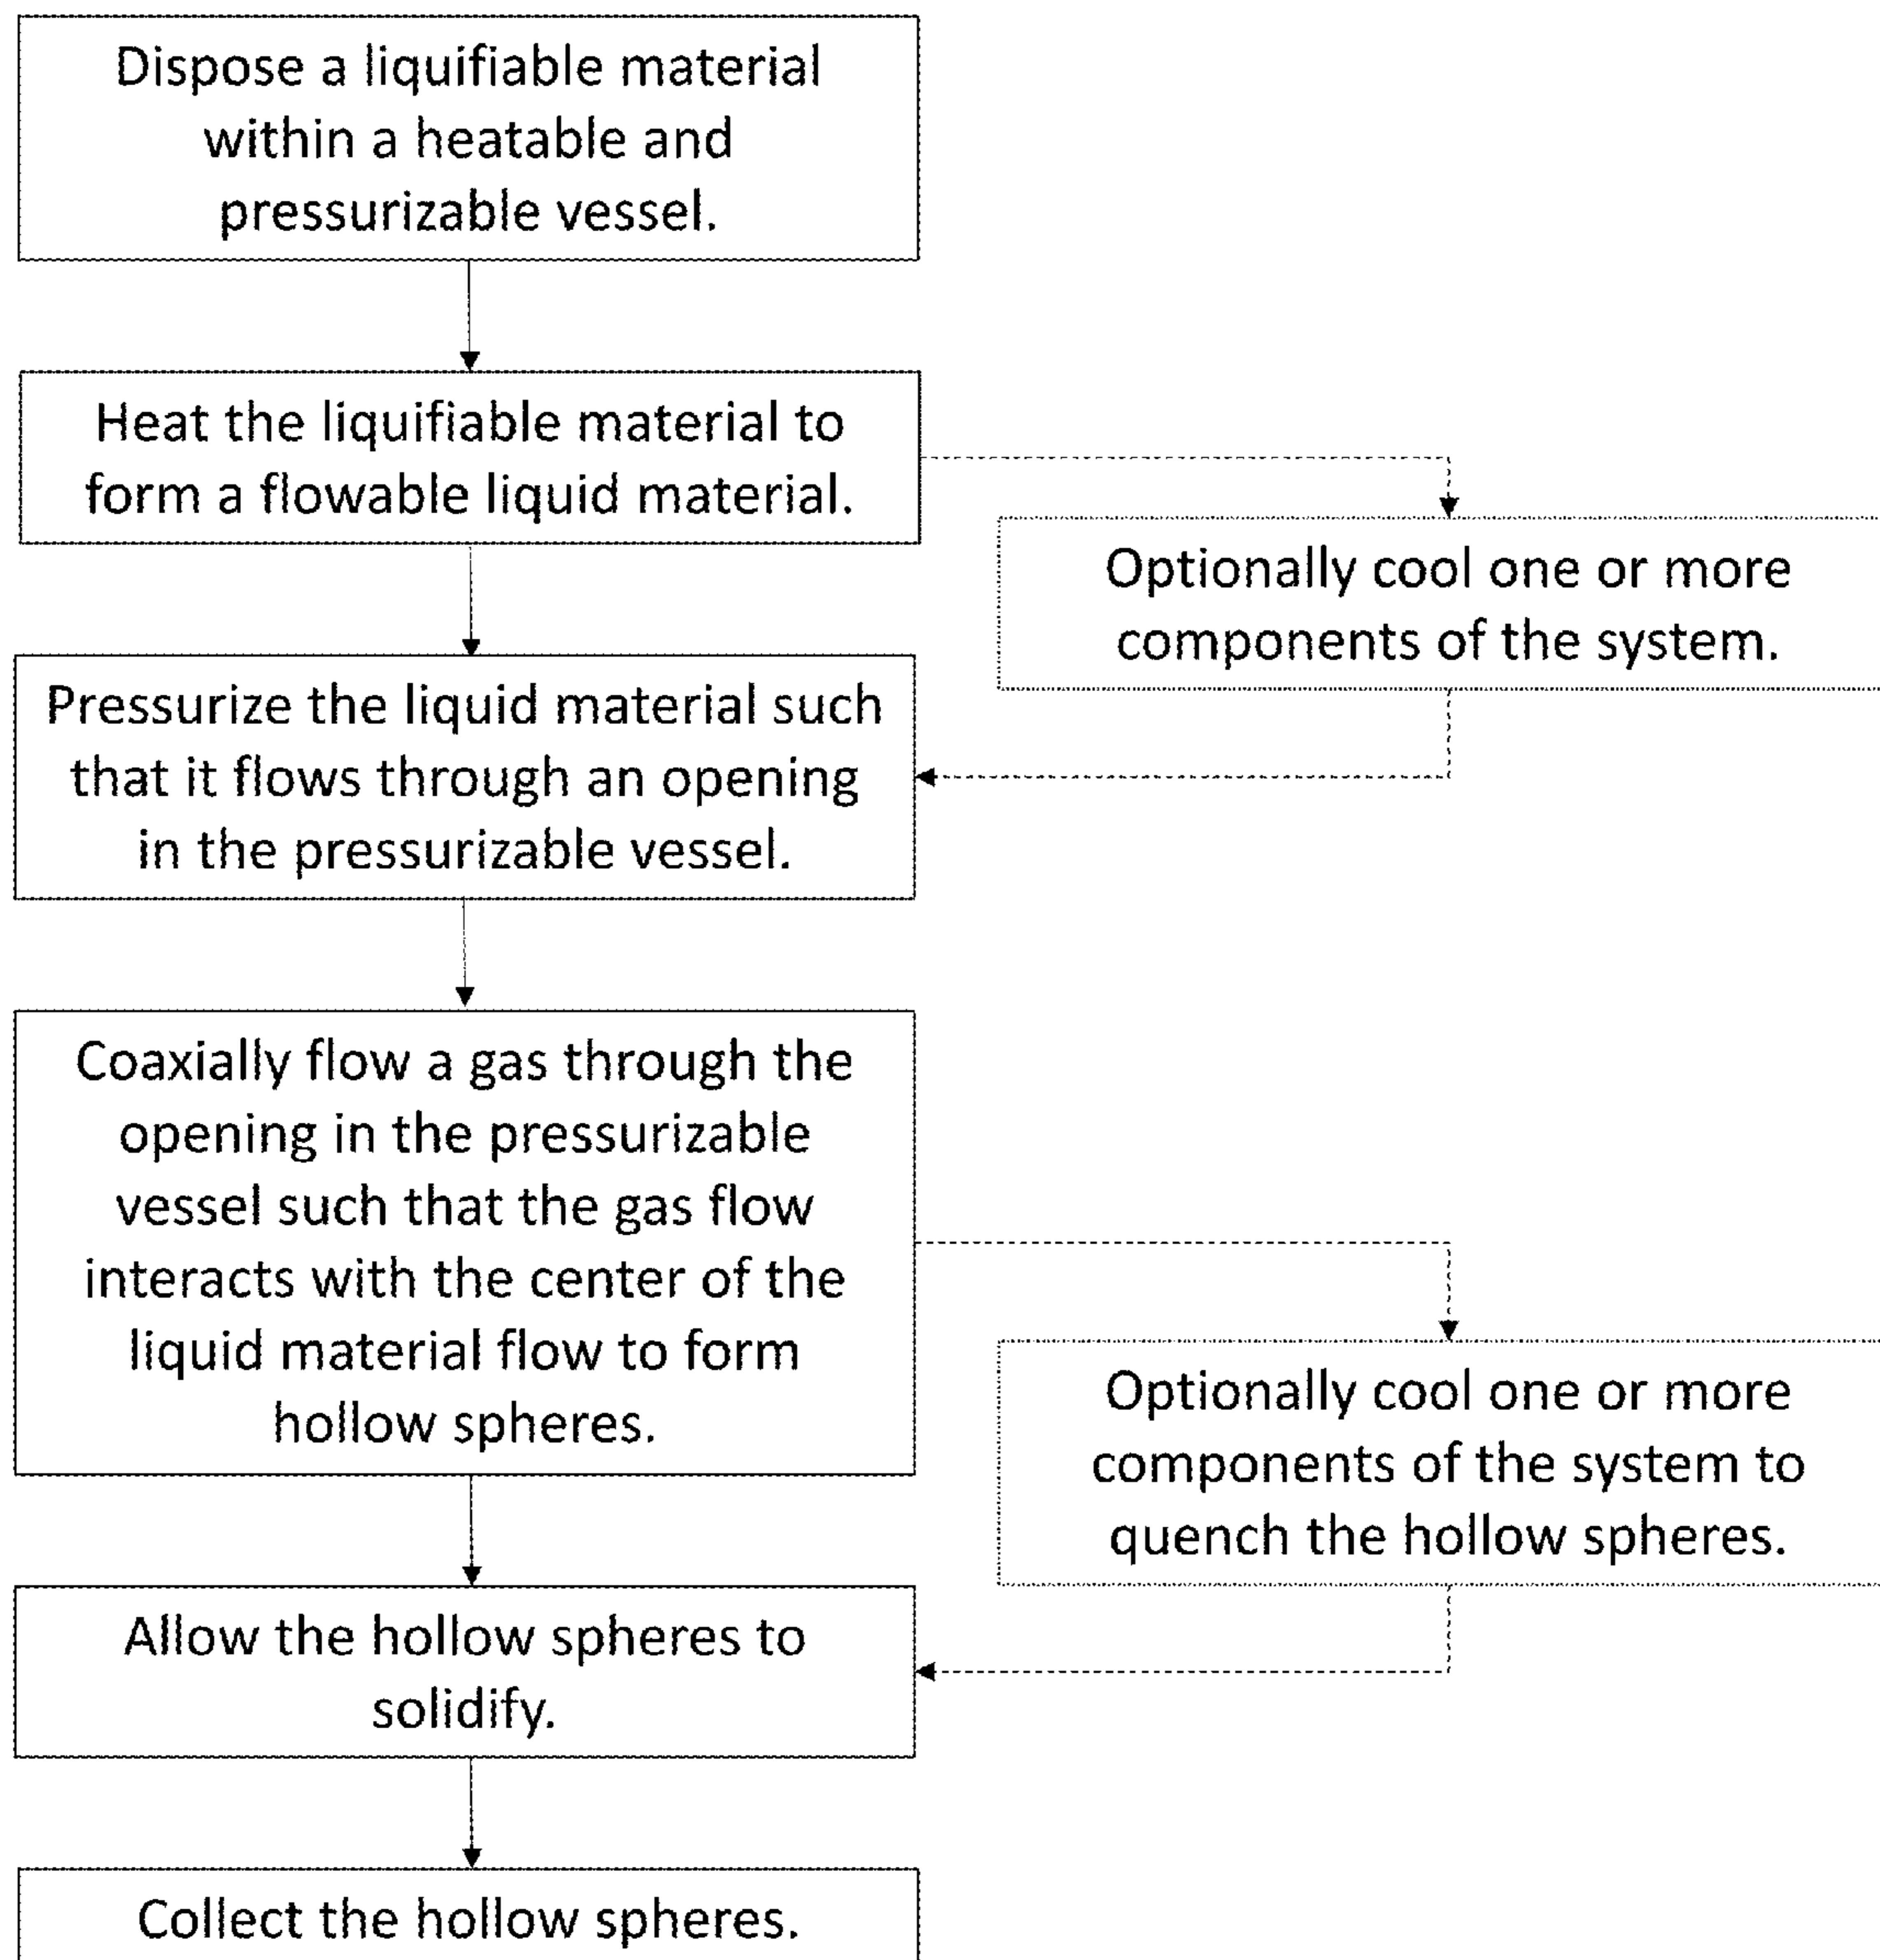 Dispose a liquifiable material
within a heatable and
pressurizable vessel.
Heat the liquifiable material to
form a flowable liquid material.
Optionally cool one or more
components of the system.
Pressurize the liquid material such
that it flows through an opening
in the pressurizable vessel.
Coaxially flow a gas through the
opening in the pressurizable
vessel such that the gas flow
interacts with the center of the
liquid material flow to form
hollow spheres.
Optionally cool one or more
components of the system to
quench the hollow spheres.
Allow the hollow spheres to
solidify.
Collect the hollow spheres.